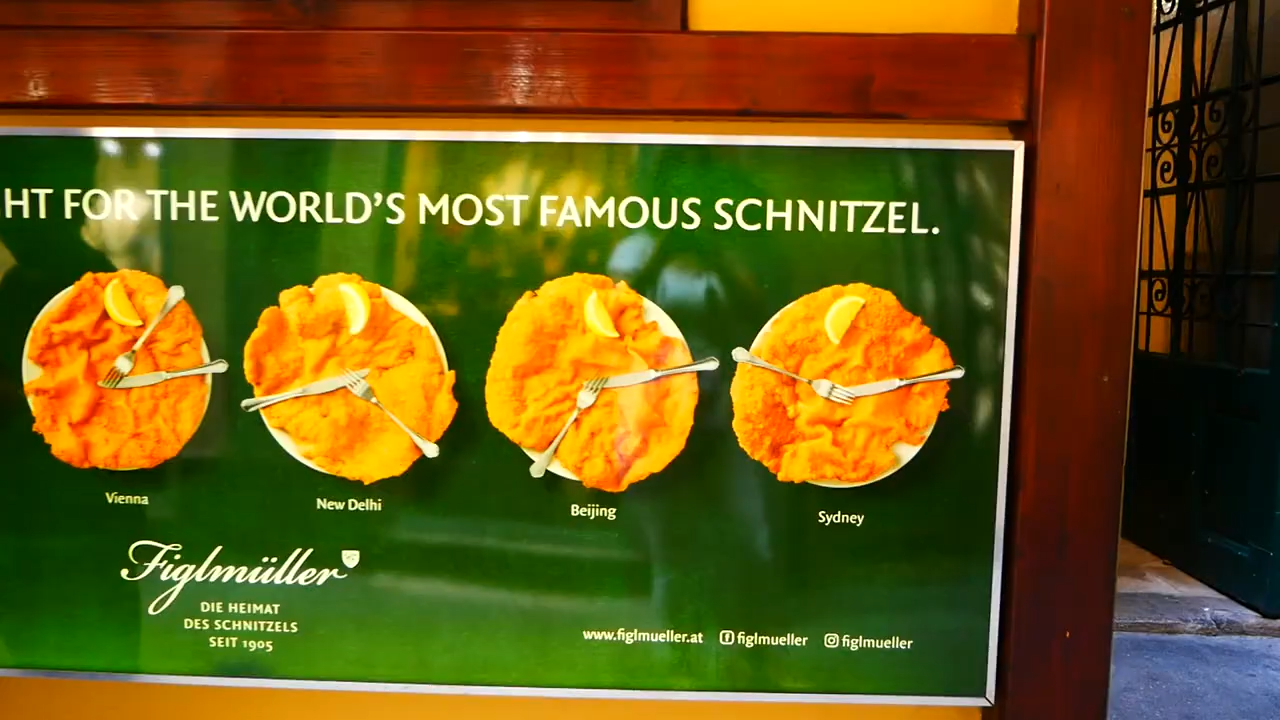 FOR THE WORLD'S MOST FAMOUS SCHNITZEL.
Vienna
New Delhi
Beijing
Sydney
Figlmüller
DIE HEIMAT
DES SCHNITZELS
SEIT 1905
www.figlmueller.at figlmueller figlmueller